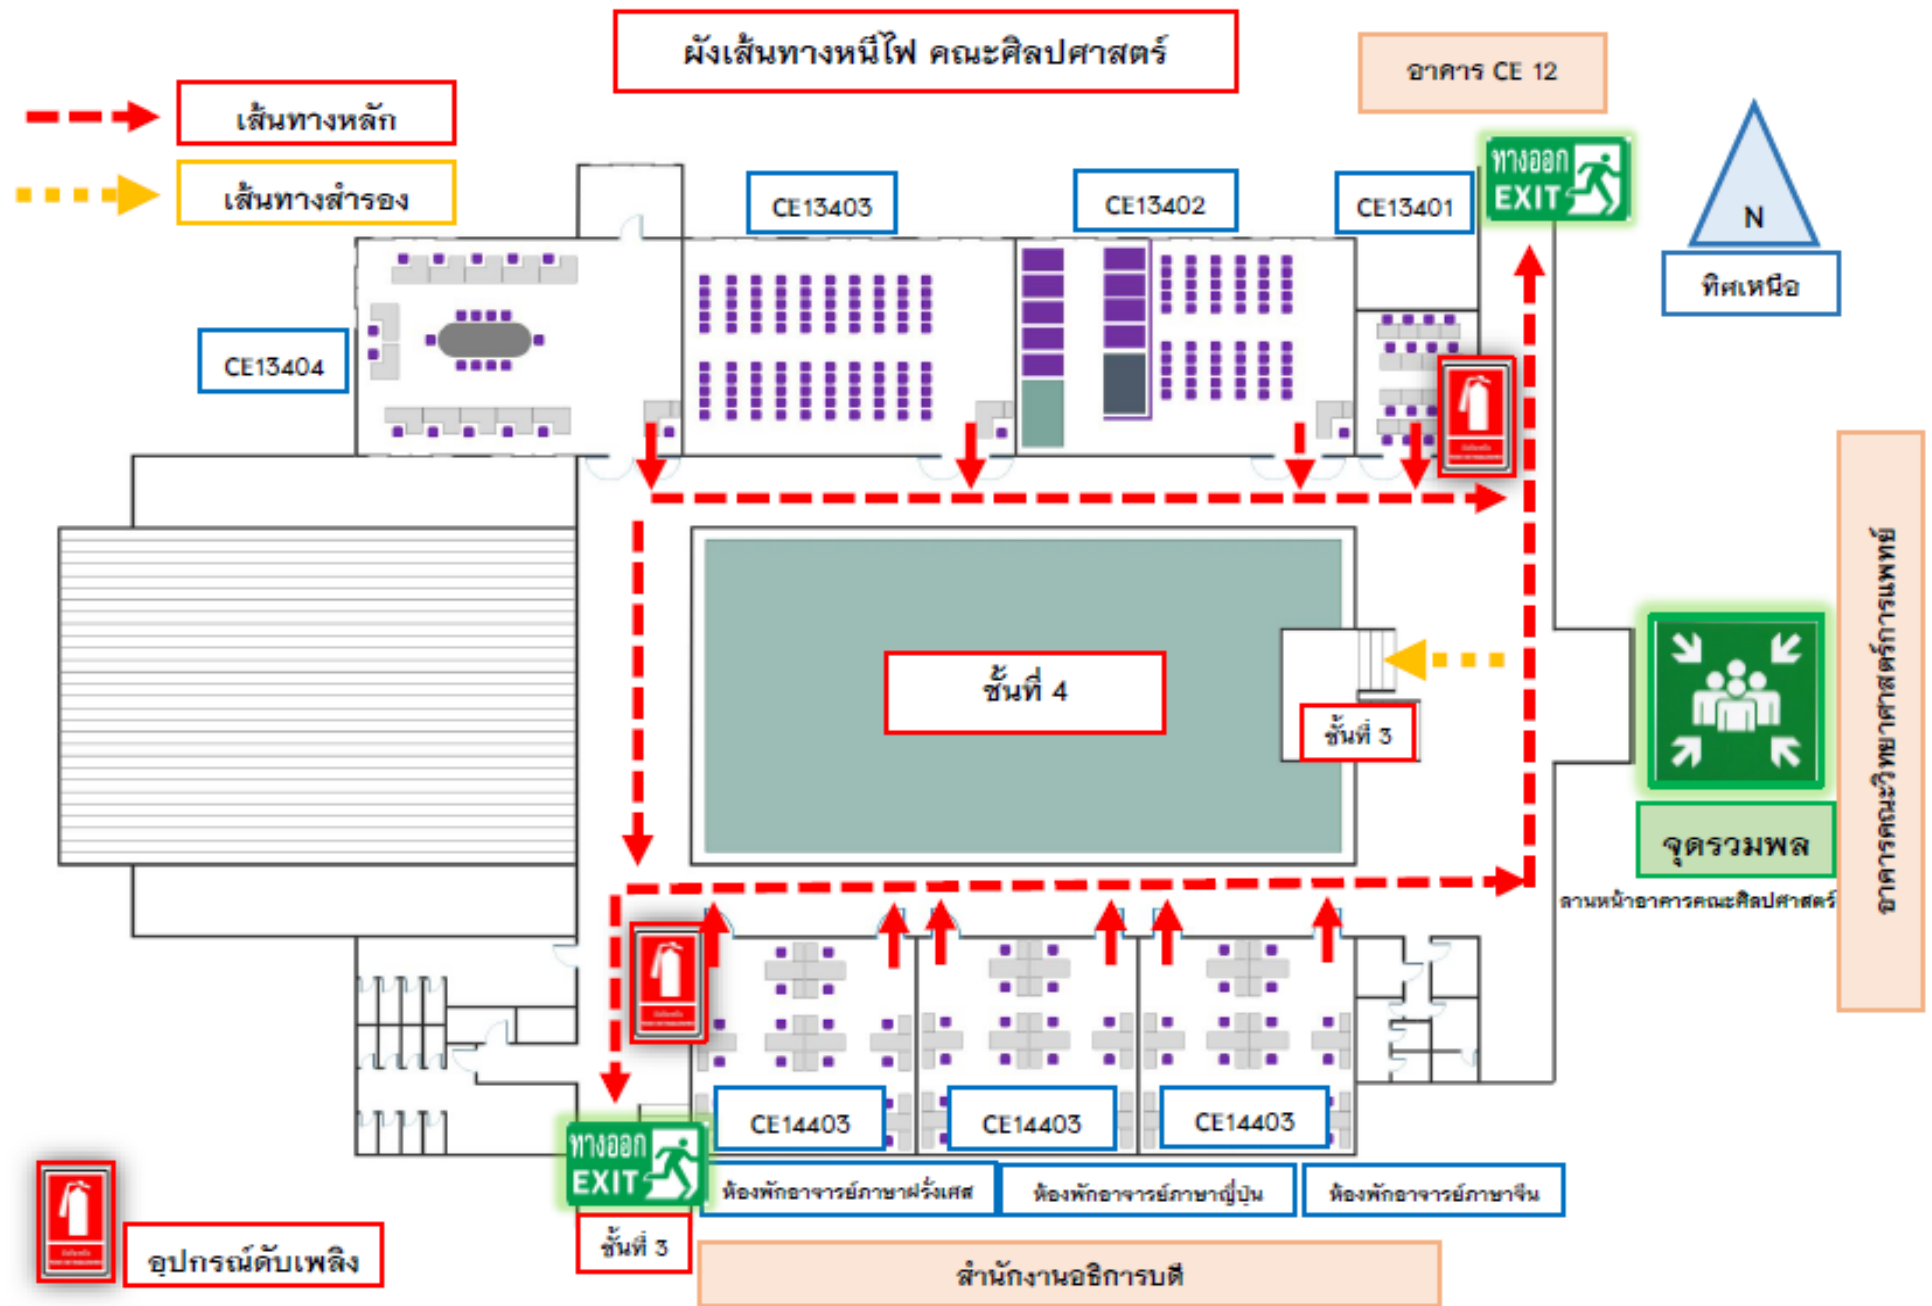 ผังเส้นทางหนีไฟ คณะศิลปศาสตร์
อาคาร CE 12
เส้นทางหลัก
เส้นทางสำรอง
ทางออก
EXIT
N
ทิศเหนือ
CE13403
CE13402
CE13401
CE13404
ชั้นที่ 4
ชั้นที่ 3
จุดรวมพล
ลานหน้าอาคารคณะศิลปศาสตร์
อาคารคณะวิทยาศาสตร์การแพทย์
CE14403
CE14403
CE14403
ทางออก
EXIT
ห้องพักอาจารย์ภาษาฝรั่งเศส
ห้องพักอาจารย์ภาษาญี่ปุ่น
ห้องพักอาจารย์ภาษาจีน
ชั้นที่ 3
อุปกรณ์ดับเพลิง
สำนักงานอธิการบดี